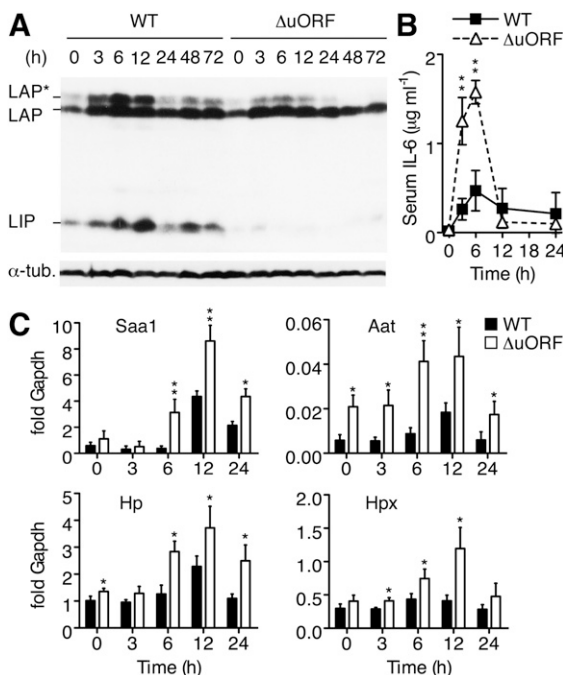 A
WT
ΔuORF
(h) 0 3 6 12 24 48 72 0 3 6 12 24 48 72
LAP*
LAP
LIP
α-tub.
B
WT
ΔuORF
Serum IL-6 (μg ml⁻¹)
2
1
0
** **
0 6 12 18 24
Time (h)
C
WT
ΔuORF
Saa1
fold Gapdh
10
8
6
4
2
0
** ** *
0 3 6 12 24
Aat
0.06
0.04
0.02
0.00
* * ** * *
0 3 6 12 24
Hp
fold Gapdh
5
4
3
2
1
0
* * * *
0 3 6 12 24
Time (h)
Hpx
2.0
1.5
1.0
0.5
0.0
* * *
0 3 6 12 24
Time (h)